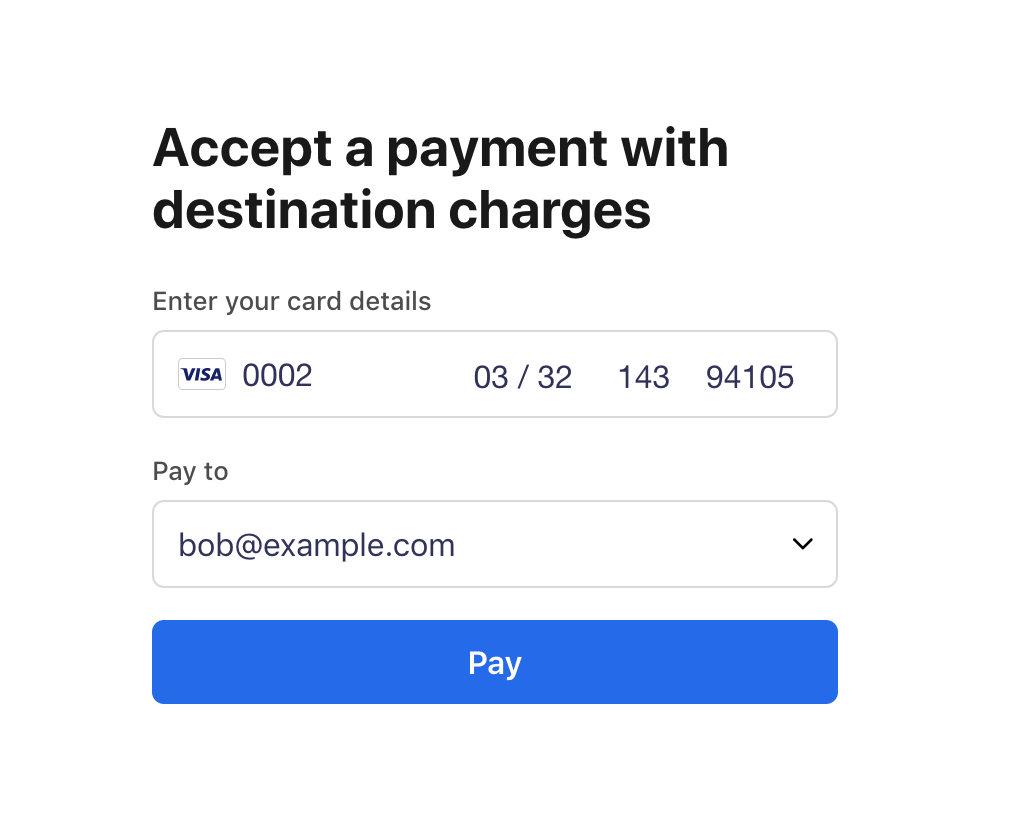 Accept a payment with
destination charges
Enter your card details
VISA 0002 03 / 32 143 94105
Pay to
bob@example.com
Pay